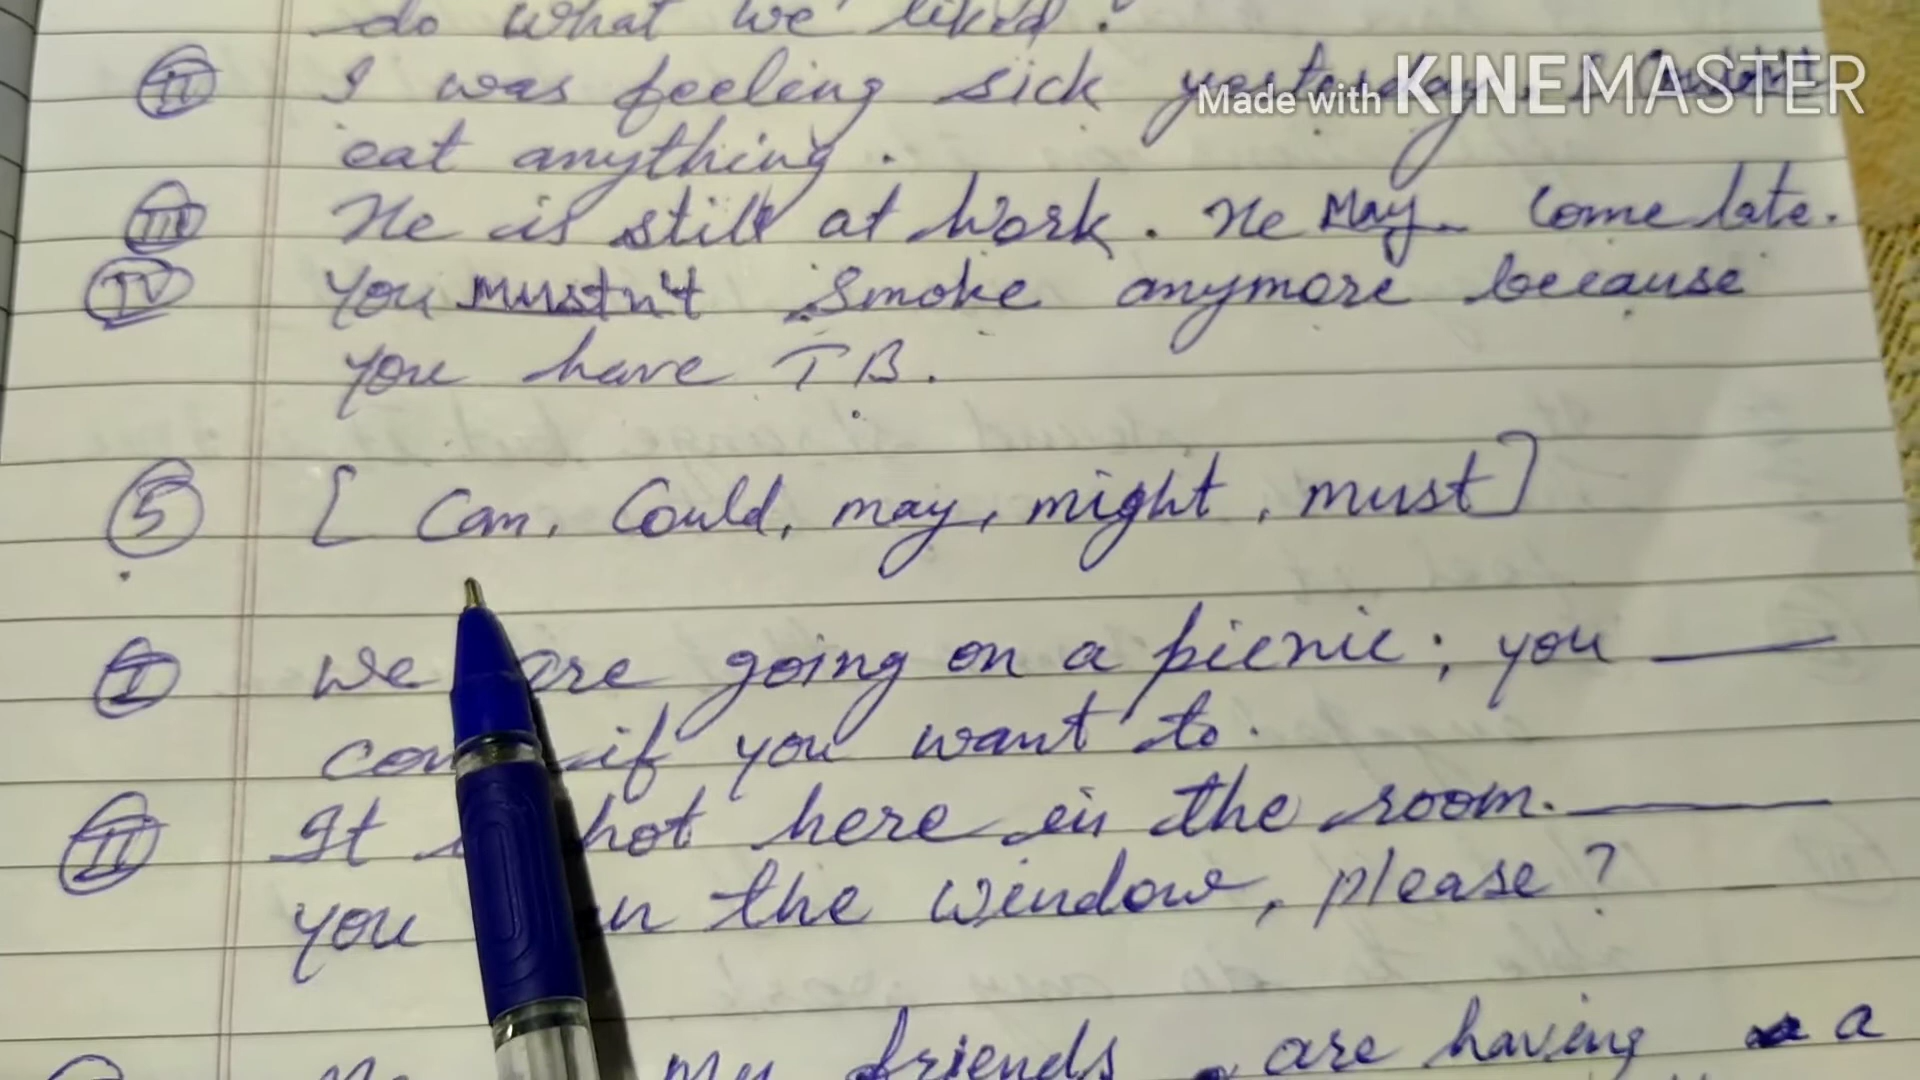 do what we liked.
II I was feeling sick yesterday. I couldn't
eat anything.
III He is still at work. He may come late.
IV You mustn't smoke anymore because
you have TB.
5 [Can, Could, may, might, must]
I We are going on a picnic; you ___
if you want to.
II It hot here in the room. ___
you the window, please?
My friends are having a
Made with KINEMASTER